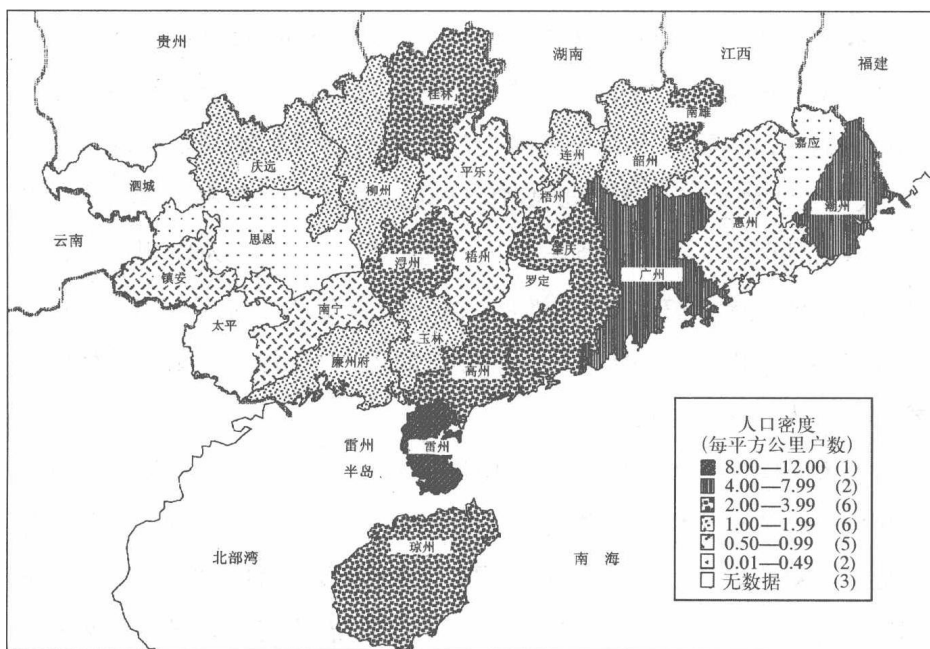 贵州
湖南
江西
福建
桂林
南雄
嘉应
连州
韶州
庆远
泗城
柳州
平乐
梧州
潮州
惠州
云南
思恩
浔州
梧州
肇庆
广州
镇安
罗定
南宁
太平
玉林
廉州府
高州
雷州
半岛
雷州
北部湾
琼州
南海
人口密度
(每平方公里户数)
8.00—12.00 (1)
4.00—7.99 (2)
2.00—3.99 (6)
1.00—1.99 (6)
0.50—0.99 (5)
0.01—0.49 (2)
无数据 (3)